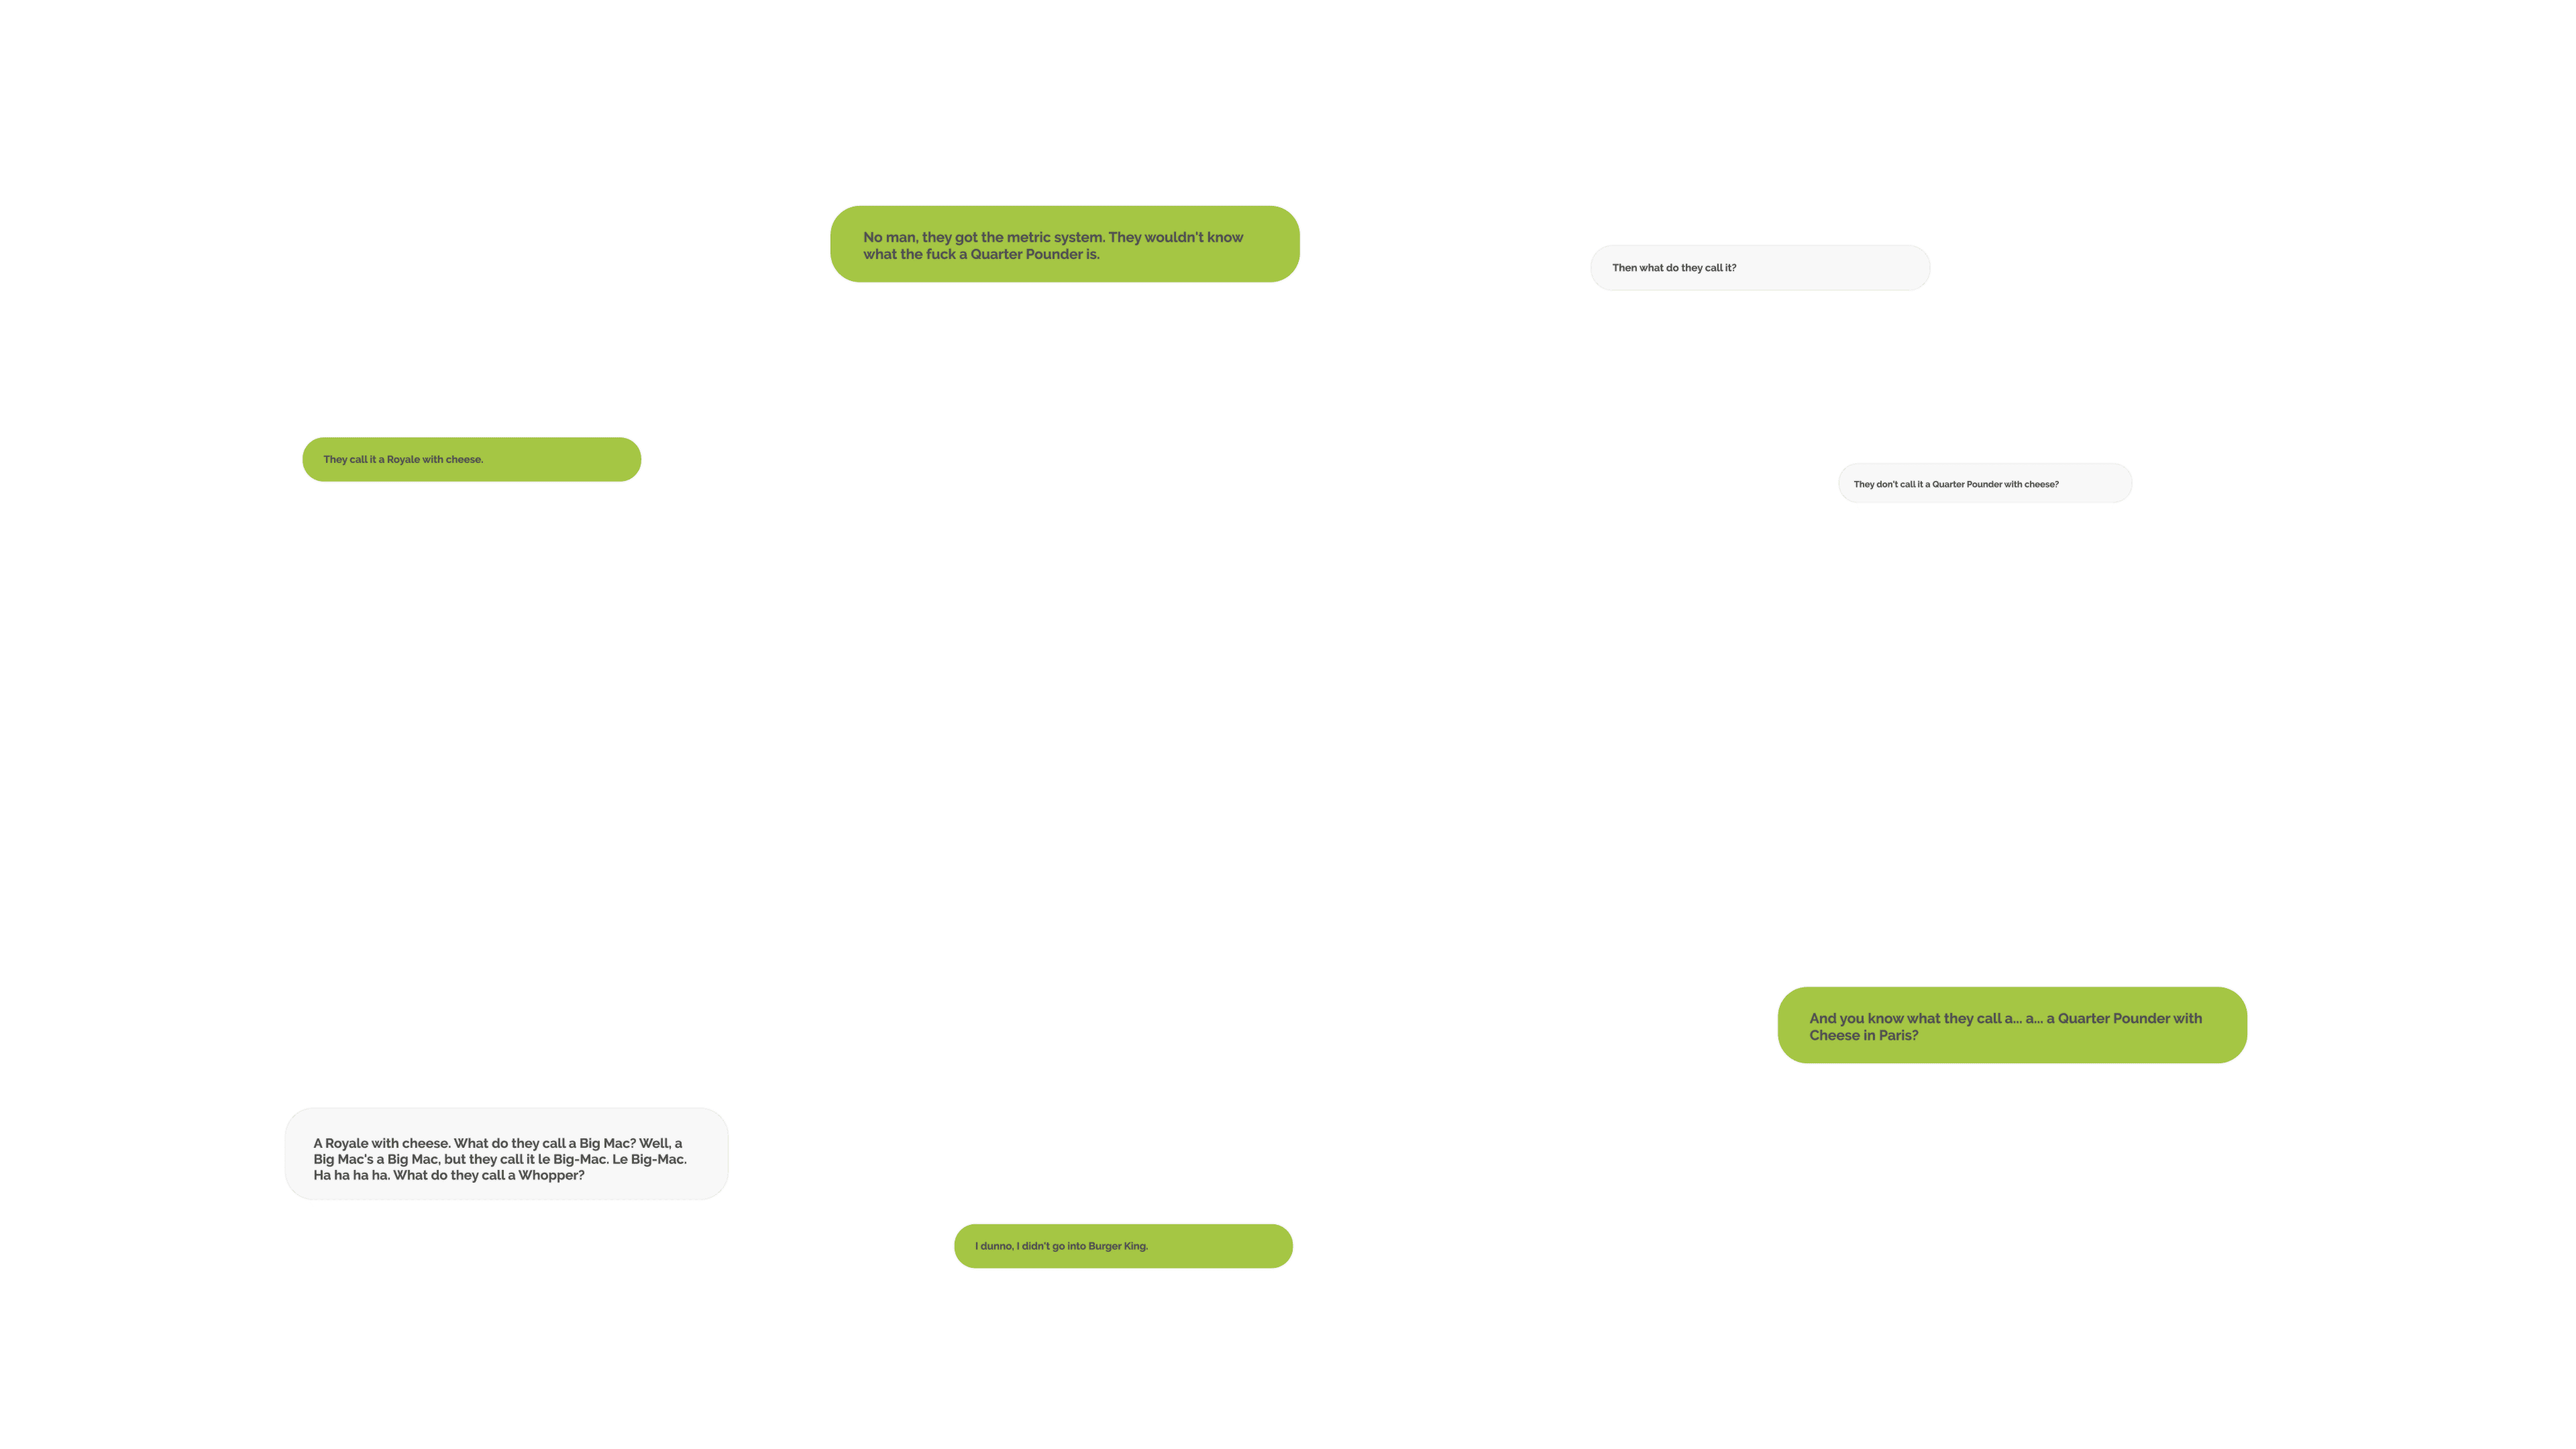 No man, they got the metric system. They wouldn't know
what the fuck a Quarter Pounder is.
Then what do they call it?
They call it a Royale with cheese.
They don't call it a Quarter Pounder with cheese?
And you know what they call a... a... a Quarter Pounder with
Cheese in Paris?
A Royale with cheese. What do they call a Big Mac? Well, a
Big Mac's a Big Mac, but they call it le Big-Mac. Le Big-Mac.
Ha ha ha ha. What do they call a Whopper?
I dunno, I didn't go into Burger King.